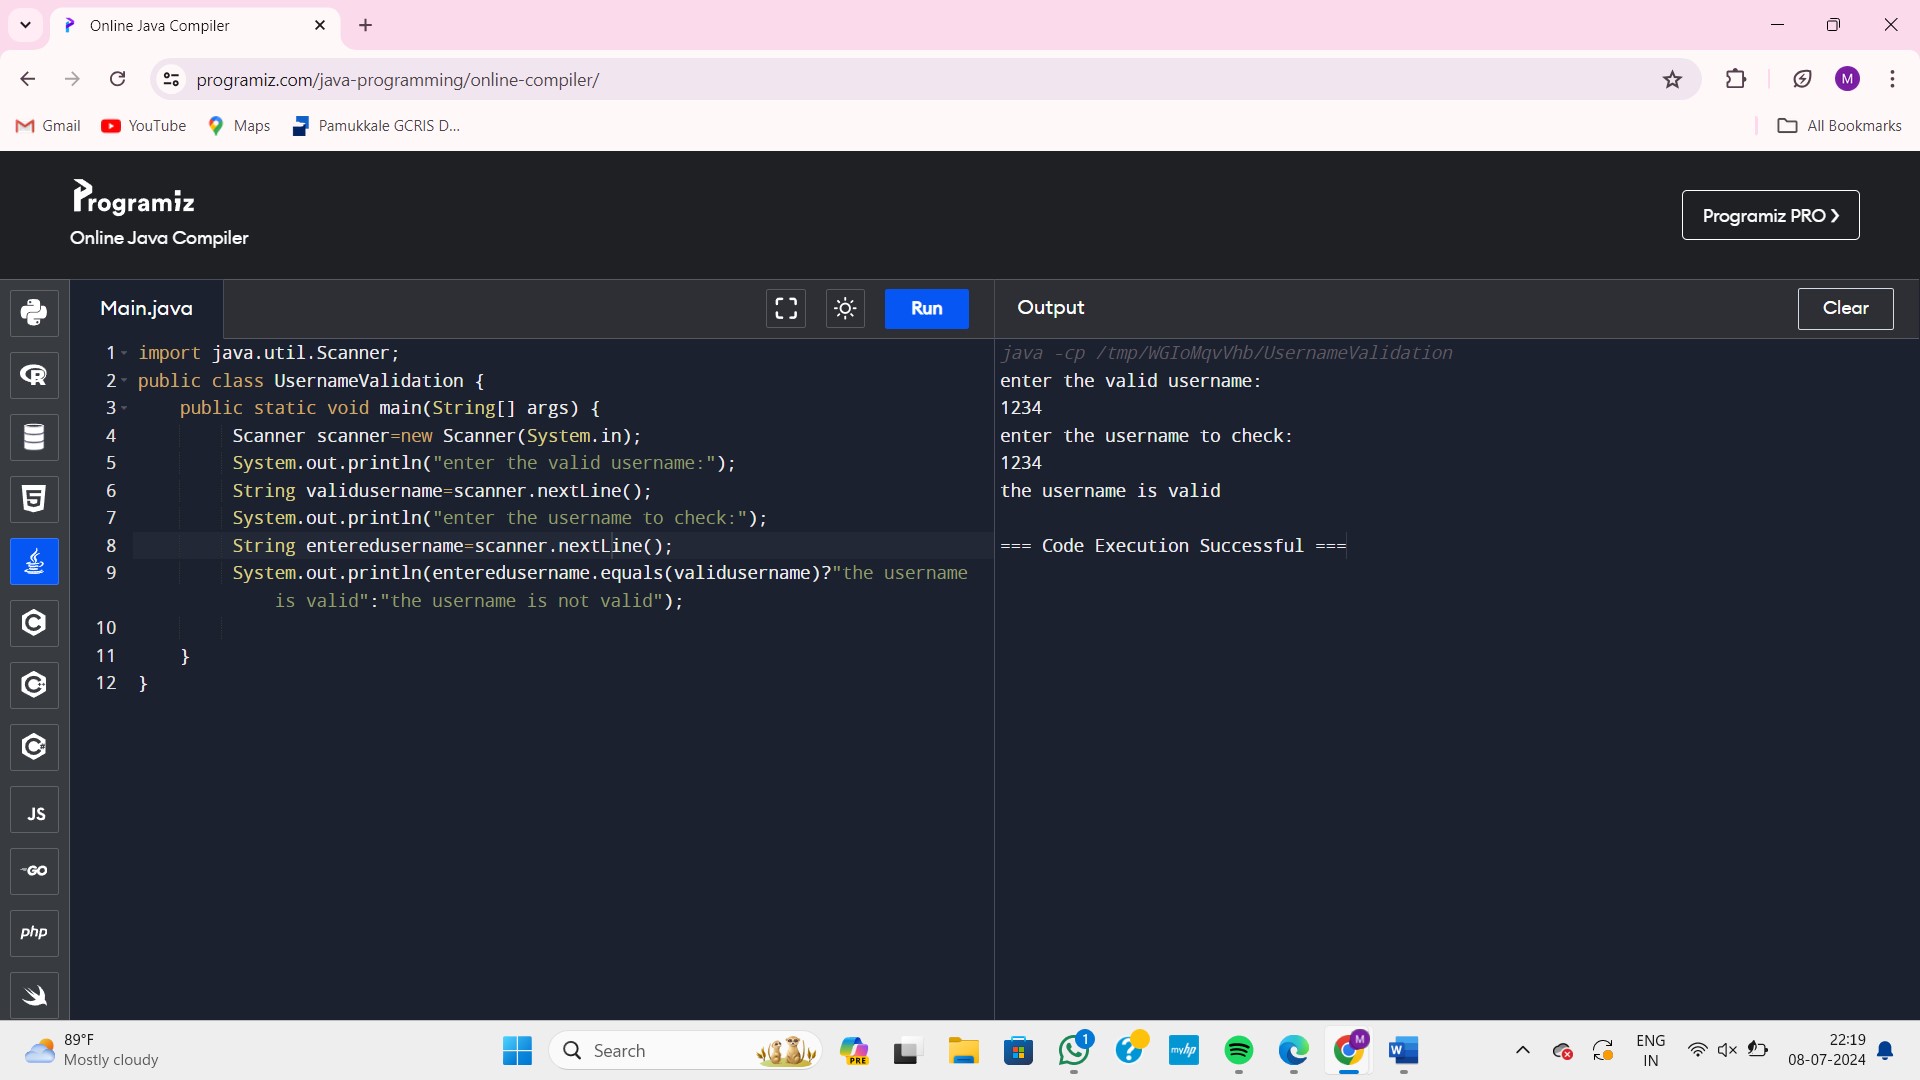 Online Java Compiler
programiz.com/java-programming/online-compiler/
M
Gmail
YouTube
Maps
Pamukkale GCRIS D...
All Bookmarks
Programiz
Online Java Compiler
Programiz PRO ❯
Main.java
Run
Output
Clear
1 import java.util.Scanner;
2 public class UsernameValidation {
3     public static void main(String[] args) {
4         Scanner scanner=new Scanner(System.in);
5         System.out.println("enter the valid username:");
6         String validusername=scanner.nextLine();
7         System.out.println("enter the username to check:");
8         String enteredusername=scanner.nextLine();
9         System.out.println(enteredusername.equals(validusername)?"the username
            is valid":"the username is not valid");
10
11     }
12 }
java -cp /tmp/WGIoMqvVhb/UsernameValidation
enter the valid username:
1234
enter the username to check:
1234
the username is valid
=== Code Execution Successful ===
R
5
C
C
C
JS
GO
php
89°F
Mostly cloudy
Search
PRE
1
myhp
M
W
ENG
IN
22:19
08-07-2024